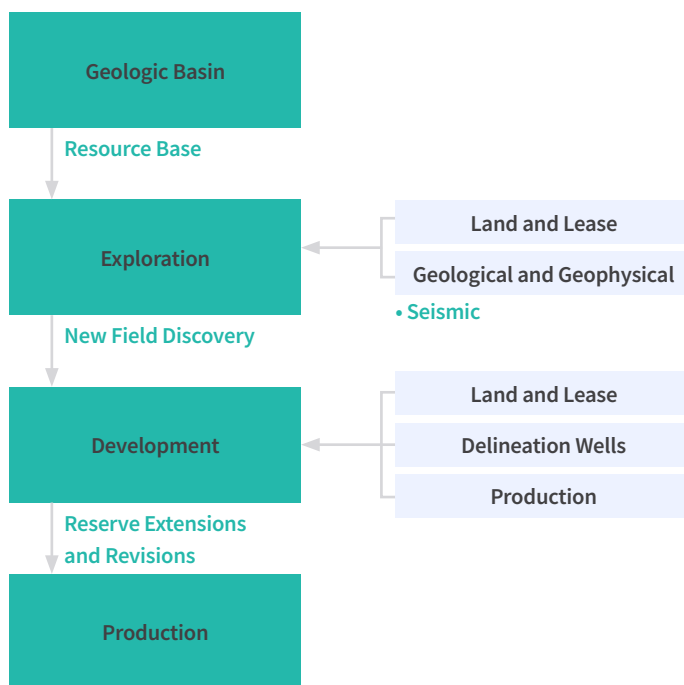 Geologic Basin
Resource Base
Exploration
Land and Lease
Geological and Geophysical
• Seismic
New Field Discovery
Development
Land and Lease
Delineation Wells
Production
Reserve Extensions
and Revisions
Production